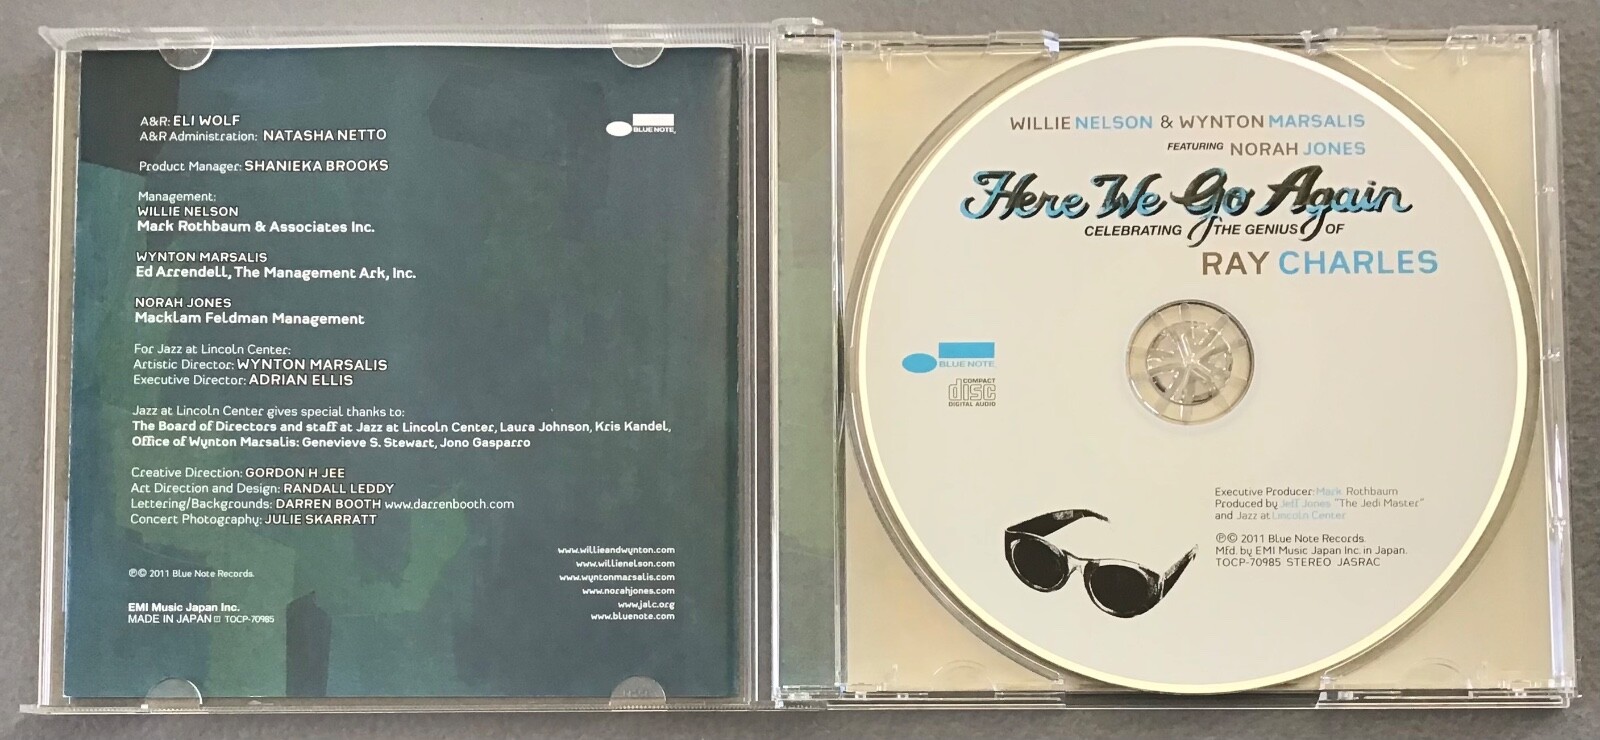 A&R: ELI WOLF
A&R Administration: NATASHA NETTO
Product Manager: SHANIEKA BROOKS
Management:
WILLIE NELSON
Mark Rothbaum & Associates Inc.
WYNTON MARSALIS
Ed Arrendell, The Management Ark, Inc.
NORAH JONES
Macklam Feldman Management
For Jazz at Lincoln Center:
Artistic Director: WYNTON MARSALIS
Executive Director: ADRIAN ELLIS
Jazz at Lincoln Center gives special thanks to:
The Board of Directors and staff at Jazz at Lincoln Center, Laura Johnson, Kris Kandel,
Office of Wynton Marsalis: Genevieve S. Stewart, Jono Gasparro
Creative Direction: GORDON H JEE
Art Direction and Design: RANDALL LEDDY
Lettering/Backgrounds: DARREN BOOTH www.darrenbooth.com
Concert Photography: JULIE SKARRATT
℗© 2011 Blue Note Records.
EMI Music Japan Inc.
MADE IN JAPAN TOCP-70985
BLUE NOTE
www.willieandwynton.com
www.willienelson.com
www.wyntonmarsalis.com
www.norahjones.com
www.jalc.org
www.bluenote.com
WILLIE NELSON & WYNTON MARSALIS
FEATURING NORAH JONES
Here We Go Again
CELEBRATING THE GENIUS OF
RAY CHARLES
BLUE NOTE
COMPACT
disc
DIGITAL AUDIO
Executive Producer: Mark Rothbaum
Produced by Jeff Jones "The Jedi Master"
and Jazz at Lincoln Center
℗© 2011 Blue Note Records.
Mfd. by EMI Music Japan Inc. in Japan.
TOCP-70985 STEREO JASRAC